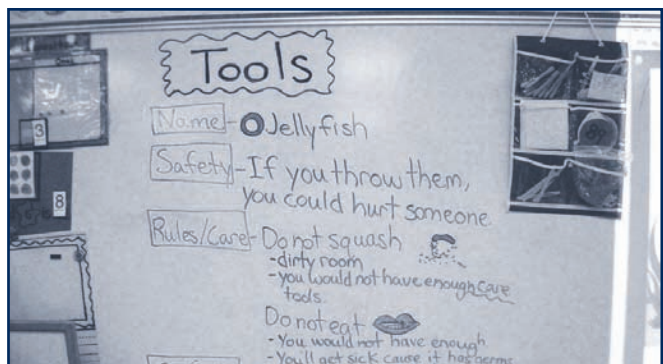 Tools
Name - Jellyfish
Safety - If you throw them,
you could hurt someone.
Rules/Care - Do not squash
- dirty room
- you would not have enough care
tools.
Do not eat
- You would not have enough
- You'll get sick cause it has germs
3
8